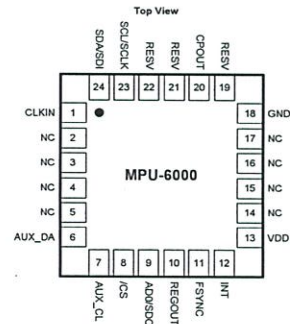 Top View
SDA/SDI
SCL/SCLK
RESV
RESV
CPOUT
RESV
24 23 22 21 20 19
CLKIN 1
NC 2
NC 3
NC 4
NC 5
AUX_DA 6
MPU-6000
18 GND
17 NC
16 NC
15 NC
14 NC
13 VDD
7 8 9 10 11 12
AUX_CL
/CS
AD0/SDO
REGOUT
FSYNC
INT